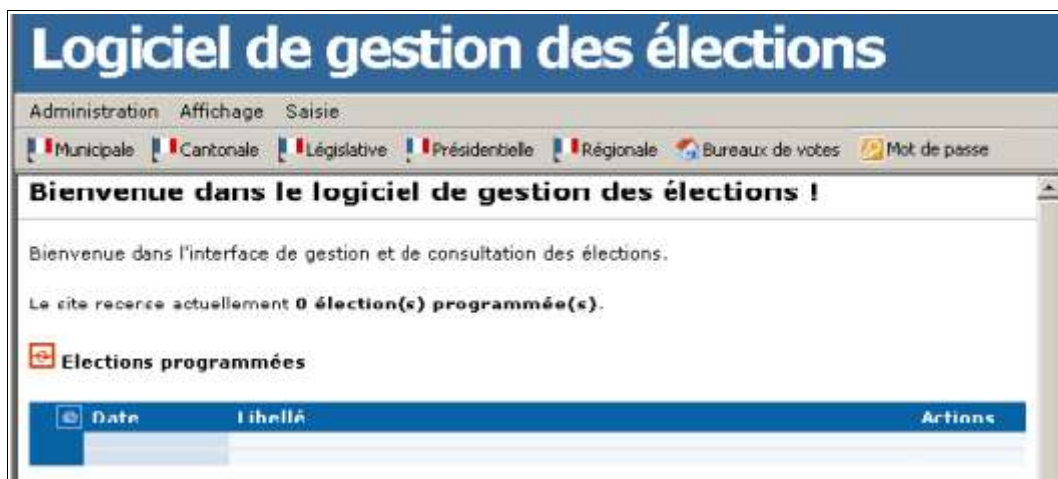 Logiciel de gestion des élections
Administration Affichage Saisie
Municipale Cantonale Législative Présidentielle Régionale Bureaux de votes Mot de passe
Bienvenue dans le logiciel de gestion des élections !
Bienvenue dans l'interface de gestion et de consultation des élections.
Le site recense actuellement 0 élection(s) programmée(s).
Elections programmées
Date Libellé Actions